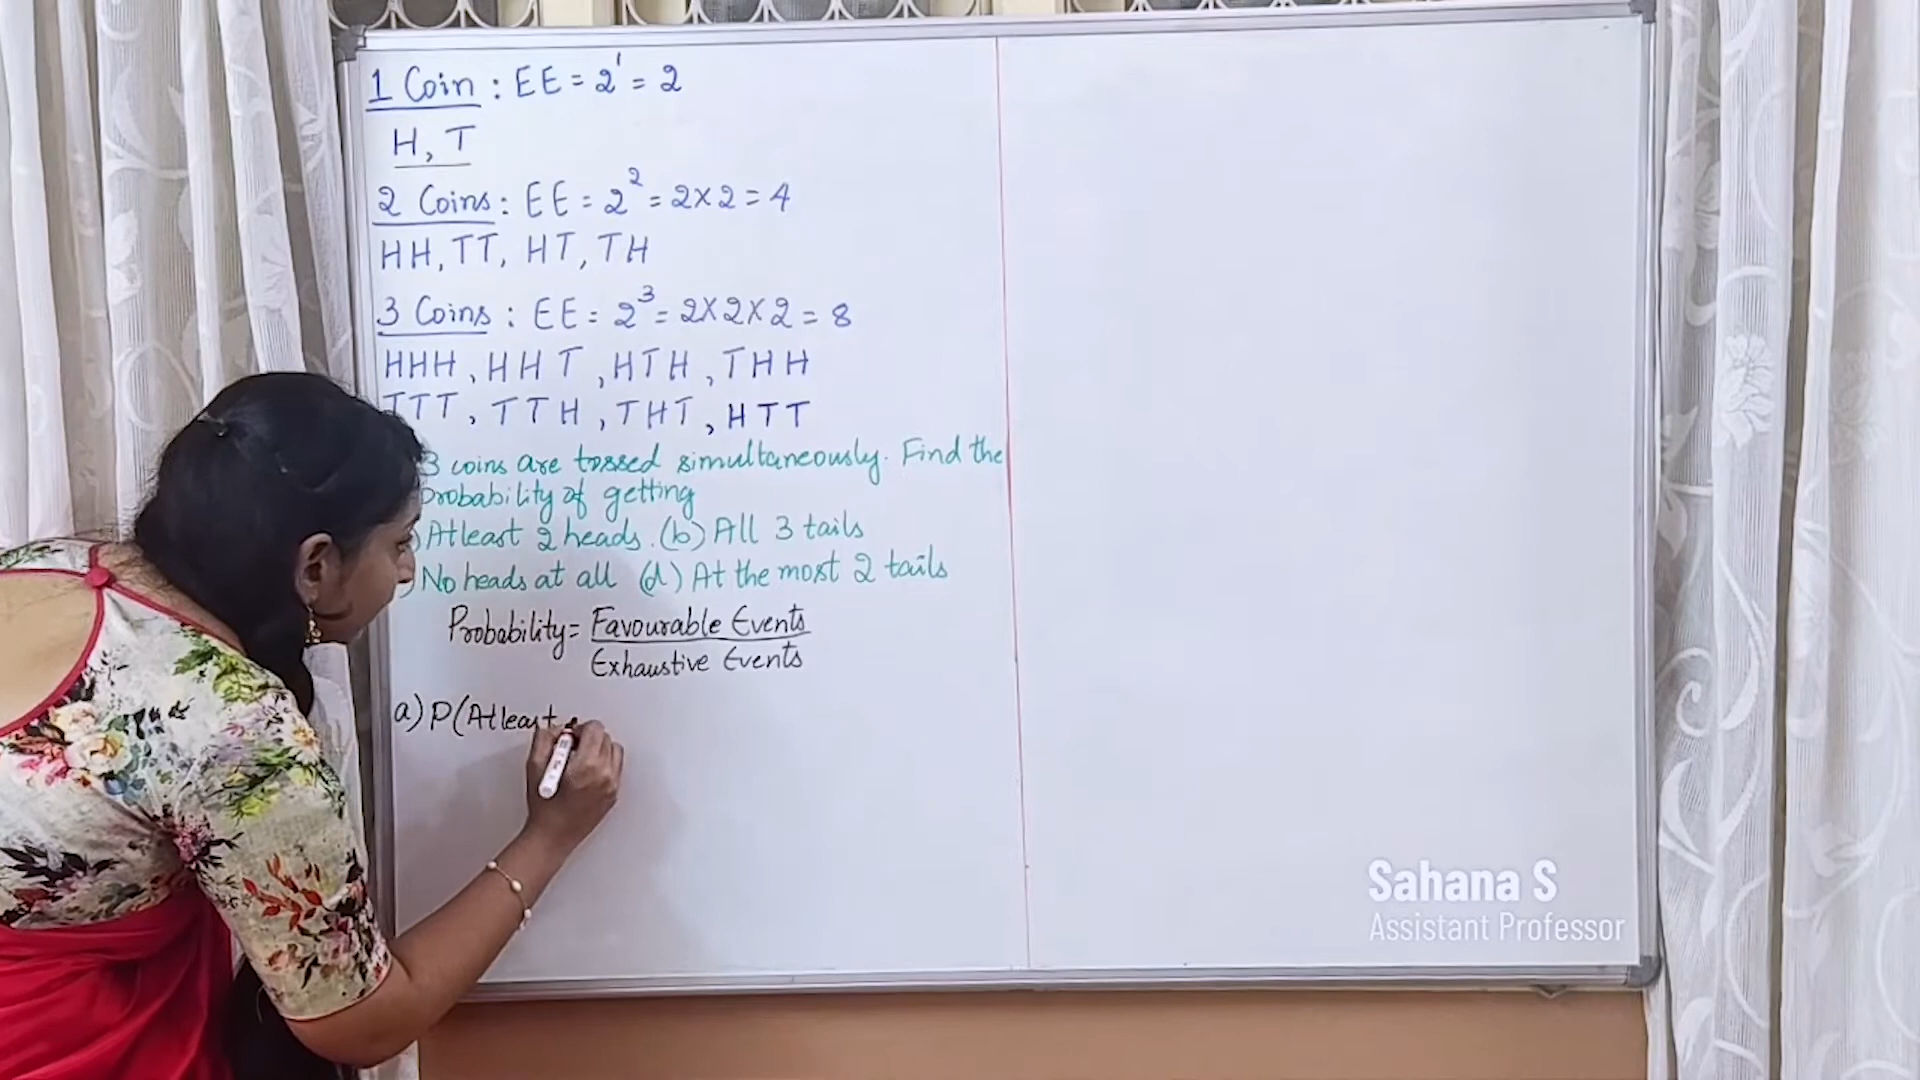 1 Coin : EE = 2¹ = 2
H, T
2 Coins : EE = 2² = 2×2 = 4
HH, TT, HT, TH
3 Coins : EE = 2³ = 2×2×2 = 8
HHH, HHT, HTH, THH
TTT, TTH, THT, HTT
3 coins are tossed simultaneously. Find the
probability of getting
) Atleast 2 heads. (b) All 3 tails
) No heads at all (d) At the most 2 tails
Probability = Favourable Events
Exhaustive Events
a) P(Atleast
Sahana S
Assistant Professor